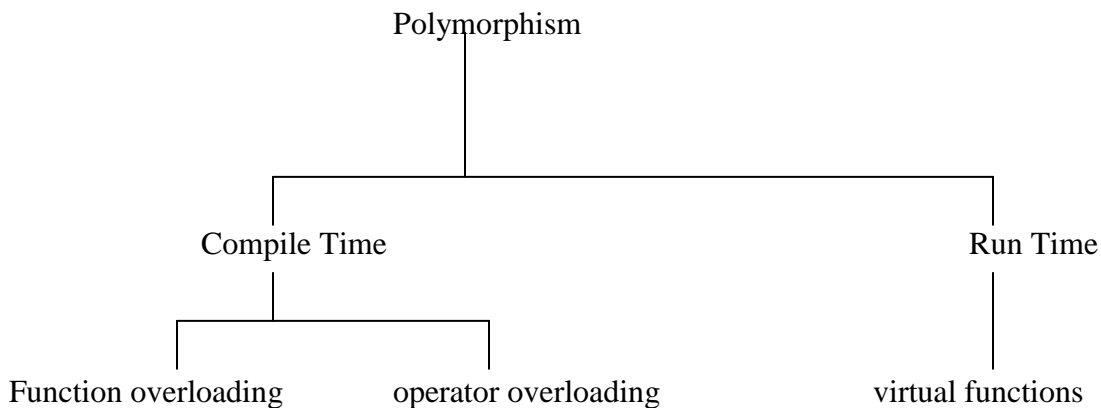 Polymorphism
Compile Time Run Time
Function overloading operator overloading virtual functions